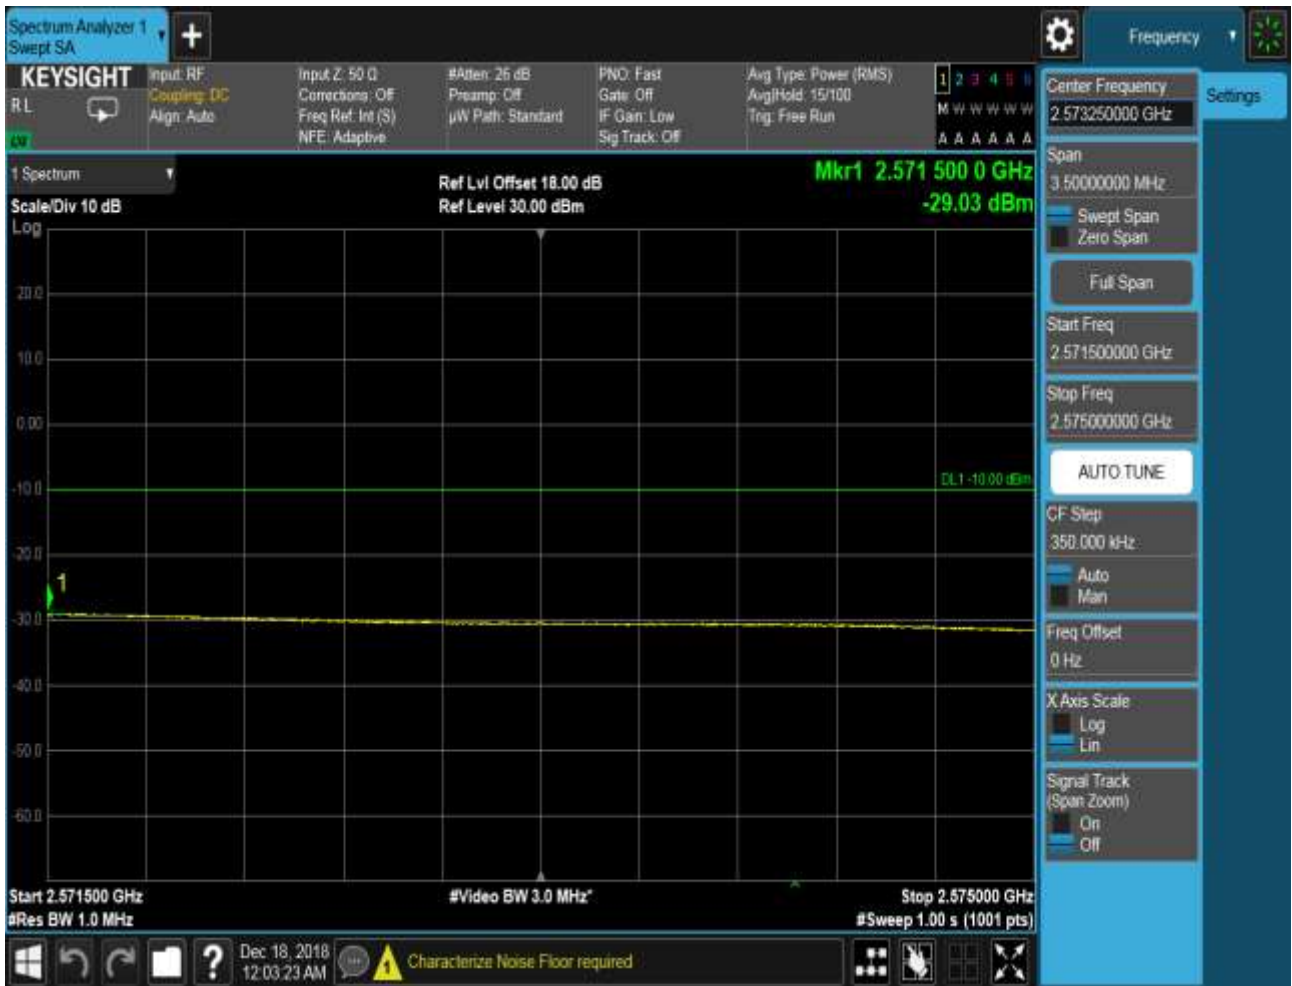 Spectrum Analyzer 1
Swept SA
Frequency
KEYSIGHT
R L
Input: RF
Coupling: DC
Align: Auto
Input Z: 50 Ω
Corrections: Off
Freq Ref: Int (S)
NFE: Adaptive
#Atten: 26 dB
Preamp: Off
µW Path: Standard
PNO: Fast
Gate: Off
IF Gain: Low
Sig Track: Off
Avg Type: Power (RMS)
Avg|Hold: 15/100
Trig: Free Run
1 2 3 4 5 6
M W W W W W
A A A A A A
1 Spectrum
Scale/Div 10 dB
Log
Ref Lvl Offset 18.00 dB
Ref Level 30.00 dBm
Mkr1 2.571 500 0 GHz
-29.03 dBm
20.0
10.0
0.00
-10.0
-20.0
-30.0
-40.0
-50.0
-60.0
DL1 -10.00 dBm
1
Start 2.571500 GHz
#Res BW 1.0 MHz
#Video BW 3.0 MHz*
Stop 2.575000 GHz
#Sweep 1.00 s (1001 pts)
Center Frequency
2.573250000 GHz
Settings
Span
3.50000000 MHz
Swept Span
Zero Span
Full Span
Start Freq
2.571500000 GHz
Stop Freq
2.575000000 GHz
AUTO TUNE
CF Step
350.000 kHz
Auto
Man
Freq Offset
0 Hz
X Axis Scale
Log
Lin
Signal Track
(Span Zoom)
On
Off
?
Dec 18, 2018
12:03:23 AM
1
Characterize Noise Floor required